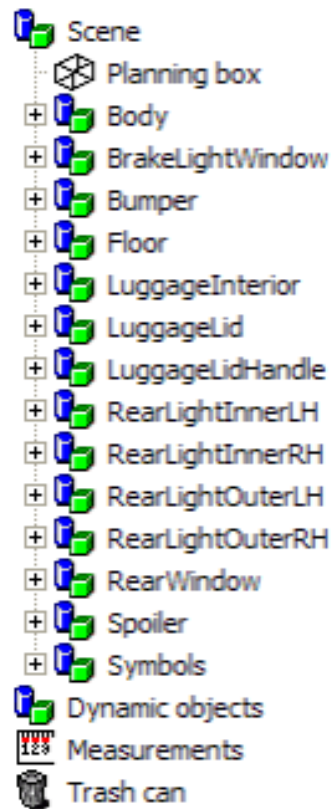 Scene
Planning box
Body
BrakeLightWindow
Bumper
Floor
LuggageInterior
LuggageLid
LuggageLidHandle
RearLightInnerLH
RearLightInnerRH
RearLightOuterLH
RearLightOuterRH
RearWindow
Spoiler
Symbols
Dynamic objects
Measurements
Trash can